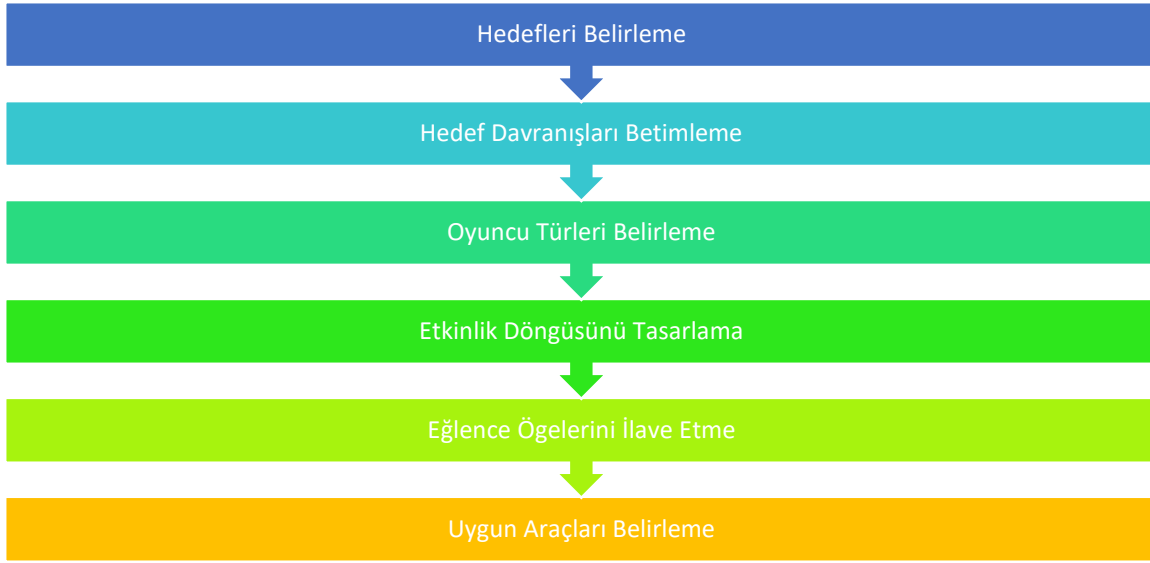 Hedefleri Belirleme
Hedef Davranışları Betimleme
Oyuncu Türleri Belirleme
Etkinlik Döngüsünü Tasarlama
Eğlence Ögelerini İlave Etme
Uygun Araçları Belirleme